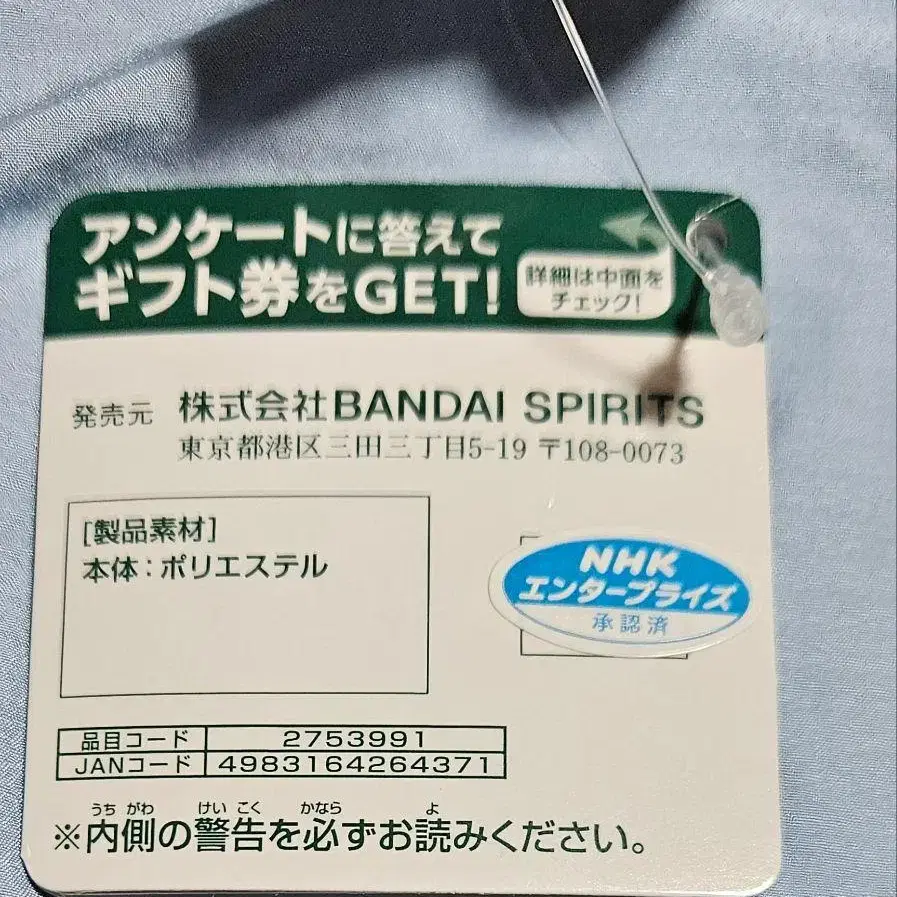 アンケートに答えて
ギフト券をGET!
詳細は中面を
チェック!
発売元 株式会社BANDAI SPIRITS
東京都港区三田三丁目5-19 〒108-0073
[製品素材]
本体:ポリエステル
NHK
エンタープライズ
承認済
品目コード 2753991
JANコード 4983164264371
うち がわ けい こく かなら よ
※内側の警告を必ずお読みください。